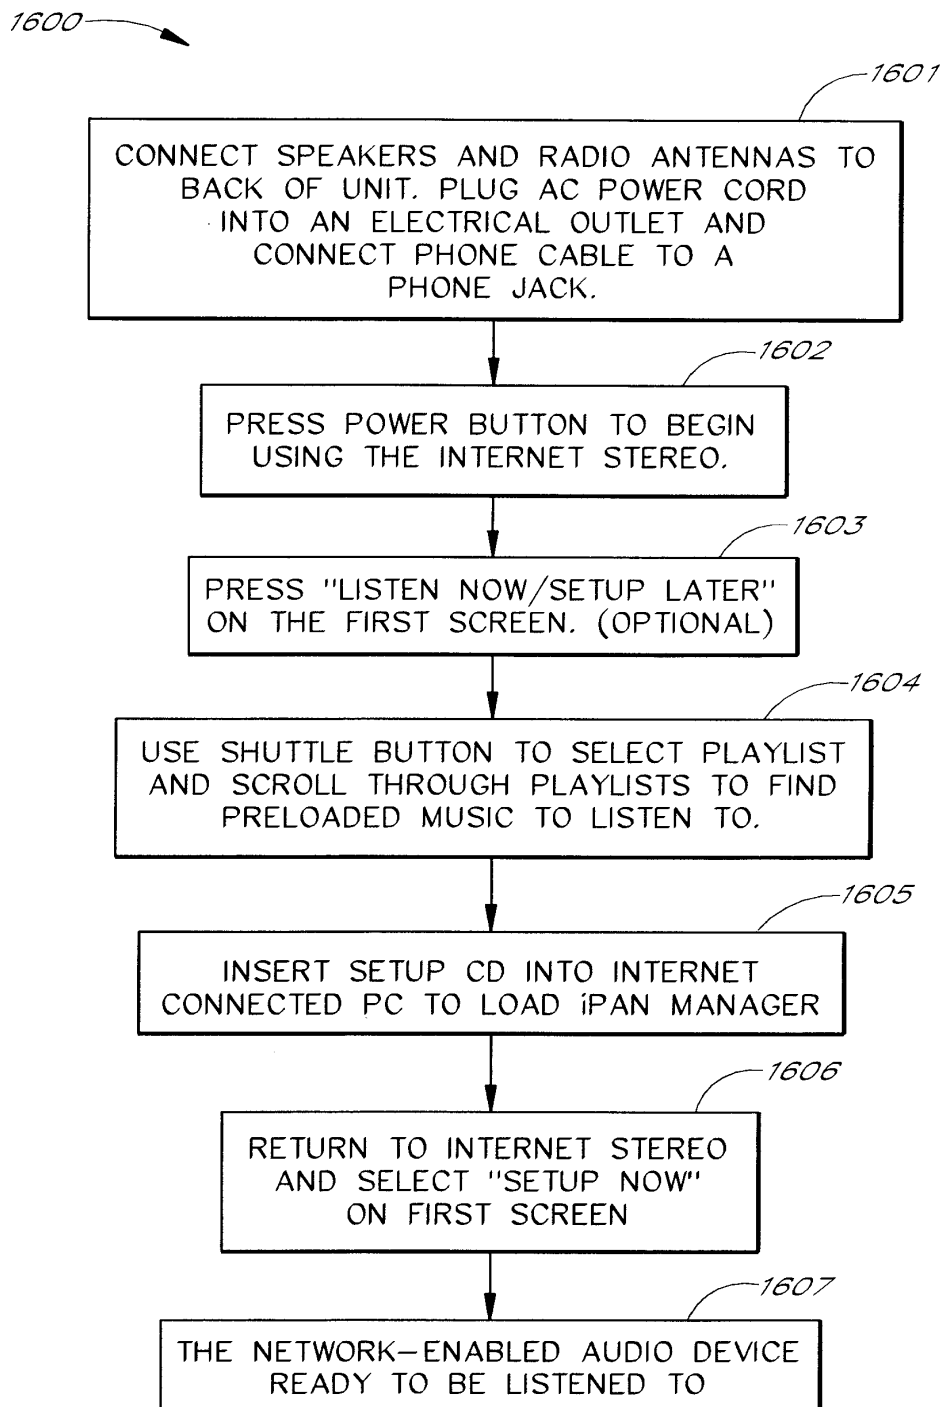 1600
1601
CONNECT SPEAKERS AND RADIO ANTENNAS TO
BACK OF UNIT. PLUG AC POWER CORD
INTO AN ELECTRICAL OUTLET AND
CONNECT PHONE CABLE TO A
PHONE JACK.
1602
PRESS POWER BUTTON TO BEGIN
USING THE INTERNET STEREO.
1603
PRESS "LISTEN NOW/SETUP LATER"
ON THE FIRST SCREEN. (OPTIONAL)
1604
USE SHUTTLE BUTTON TO SELECT PLAYLIST
AND SCROLL THROUGH PLAYLISTS TO FIND
PRELOADED MUSIC TO LISTEN TO.
1605
INSERT SETUP CD INTO INTERNET
CONNECTED PC TO LOAD iPAN MANAGER
1606
RETURN TO INTERNET STEREO
AND SELECT "SETUP NOW"
ON FIRST SCREEN
1607
THE NETWORK-ENABLED AUDIO DEVICE
READY TO BE LISTENED TO